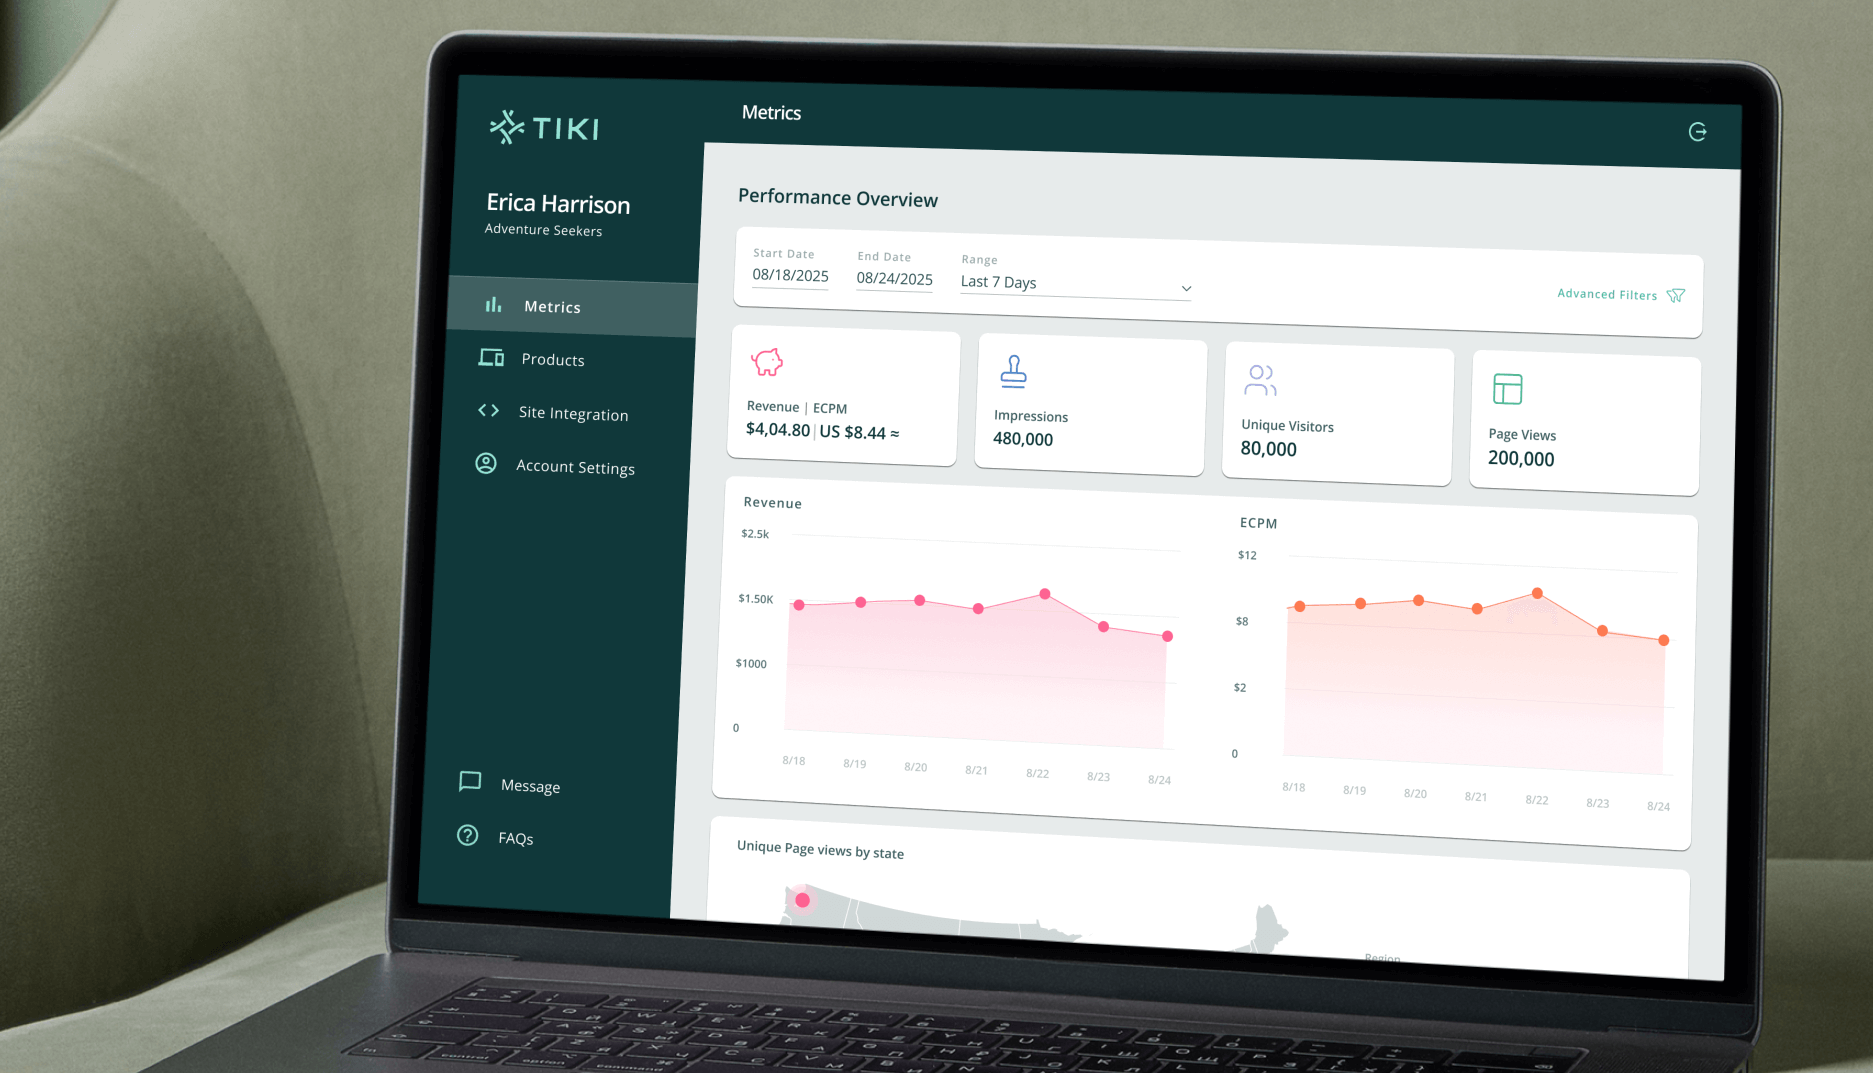 TIKI
Metrics
Erica Harrison
Adventure Seekers
Metrics
Products
Site Integration
Account Settings
Message
FAQs
Performance Overview
Start Date
08/18/2025
End Date
08/24/2025
Range
Last 7 Days
Advanced Filters
Revenue | ECPM
$4,04.80|US $8.44 ≈
Impressions
480,000
Unique Visitors
80,000
Page Views
200,000
Revenue
$2.5k
$1.50K
$1000
0
8/18 8/19 8/20 8/21 8/22 8/23 8/24
ECPM
$12
$8
$2
0
8/18 8/19 8/20 8/21 8/22 8/23 8/24
Unique Page views by state
Region
fn control option command